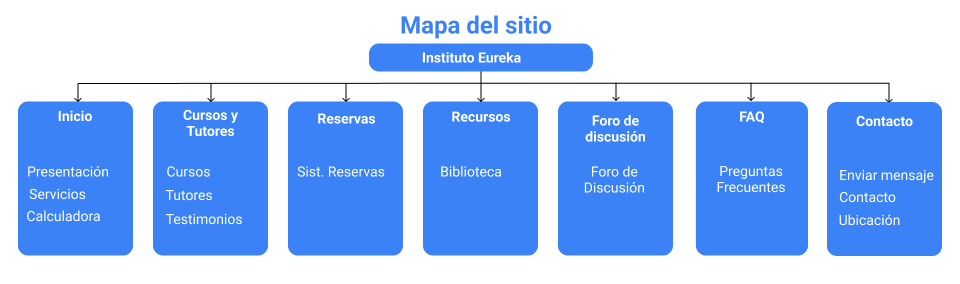 Mapa del sitio
Instituto Eureka
Inicio
Presentación
Servicios
Calculadora
Cursos y
Tutores
Cursos
Tutores
Testimonios
Reservas
Sist. Reservas
Recursos
Biblioteca
Foro de
discusión
Foro de
Discusión
FAQ
Preguntas
Frecuentes
Contacto
Enviar mensaje
Contacto
Ubicación